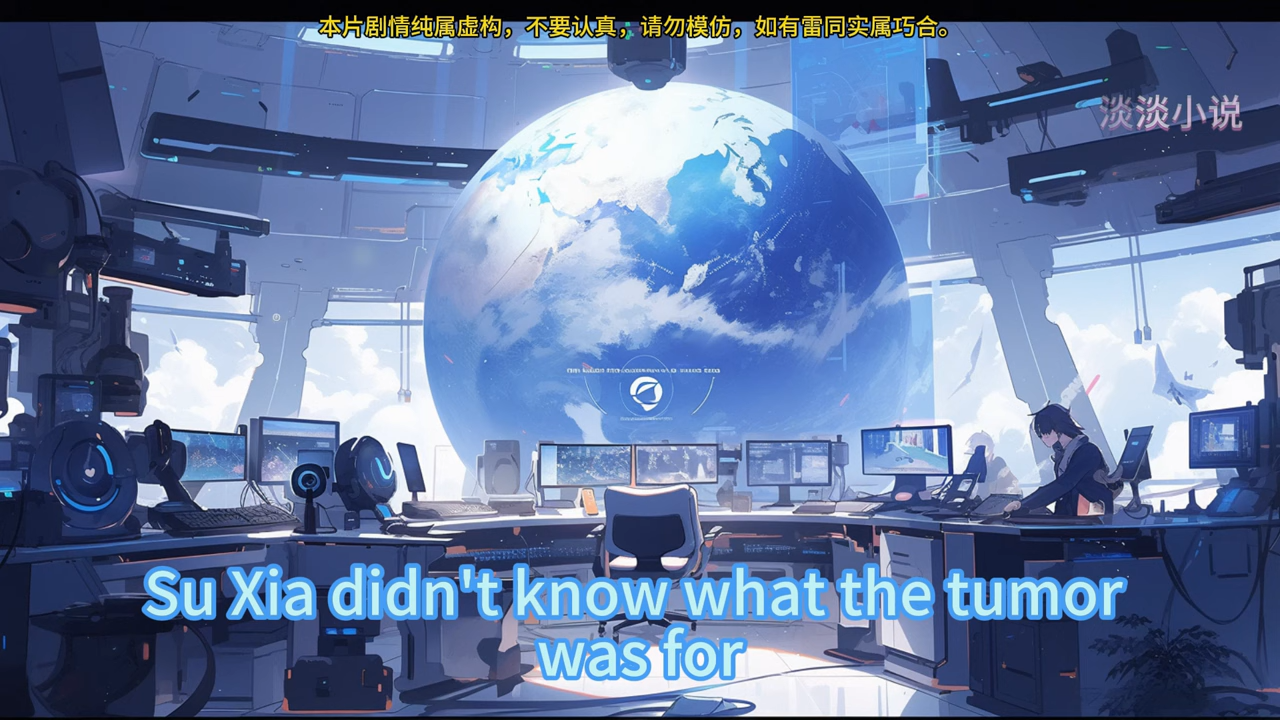 本片剧情纯属虚构，不要认真，请勿模仿，如有雷同实属巧合。
淡淡小说
Su Xia didn't know what the tumor
was for